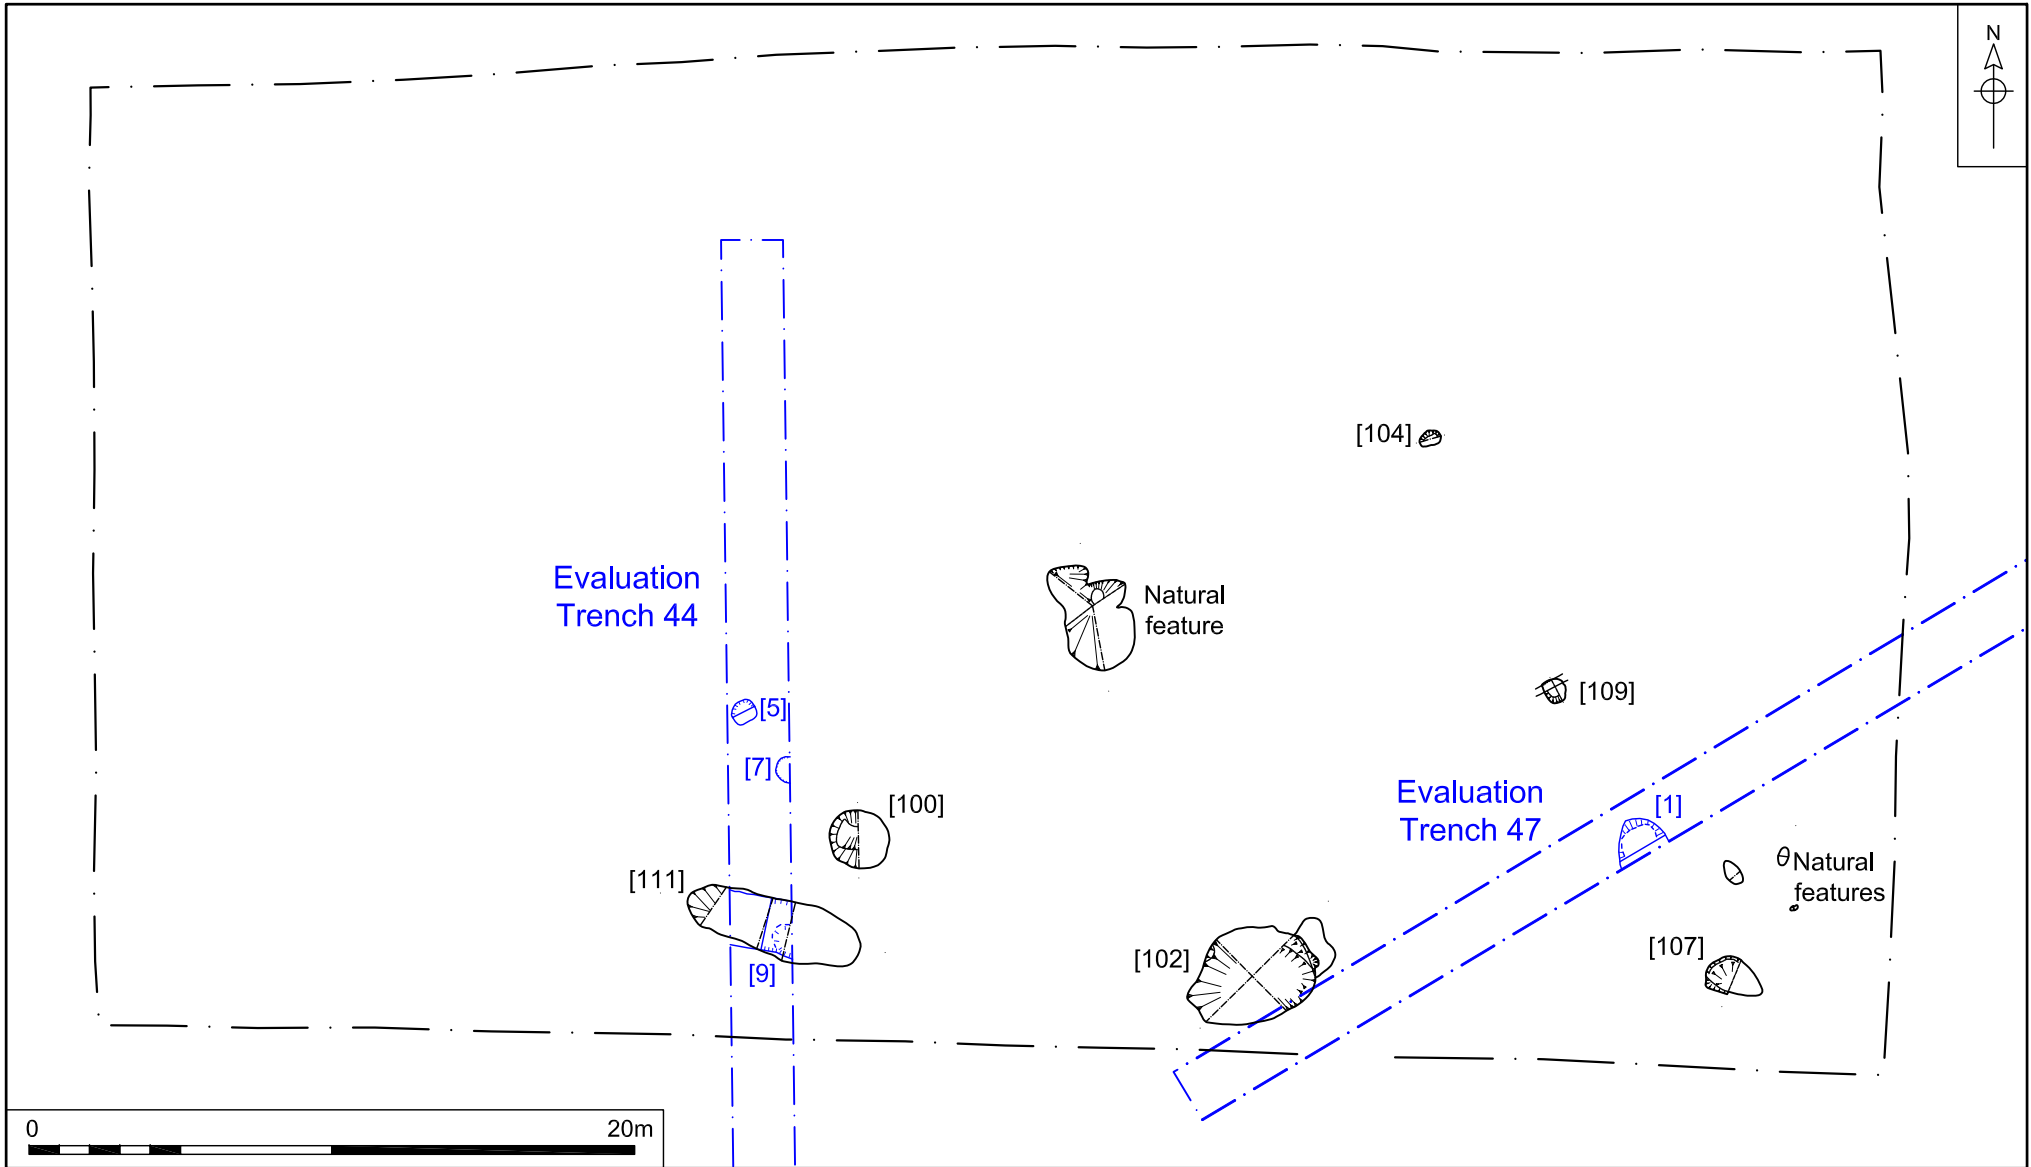 N
[104]
Evaluation
Trench 44
Natural
feature
[5]
[109]
[7]
[100]
Evaluation
Trench 47
[1]
Natural
features
[111]
[107]
[102]
[9]
0
20m